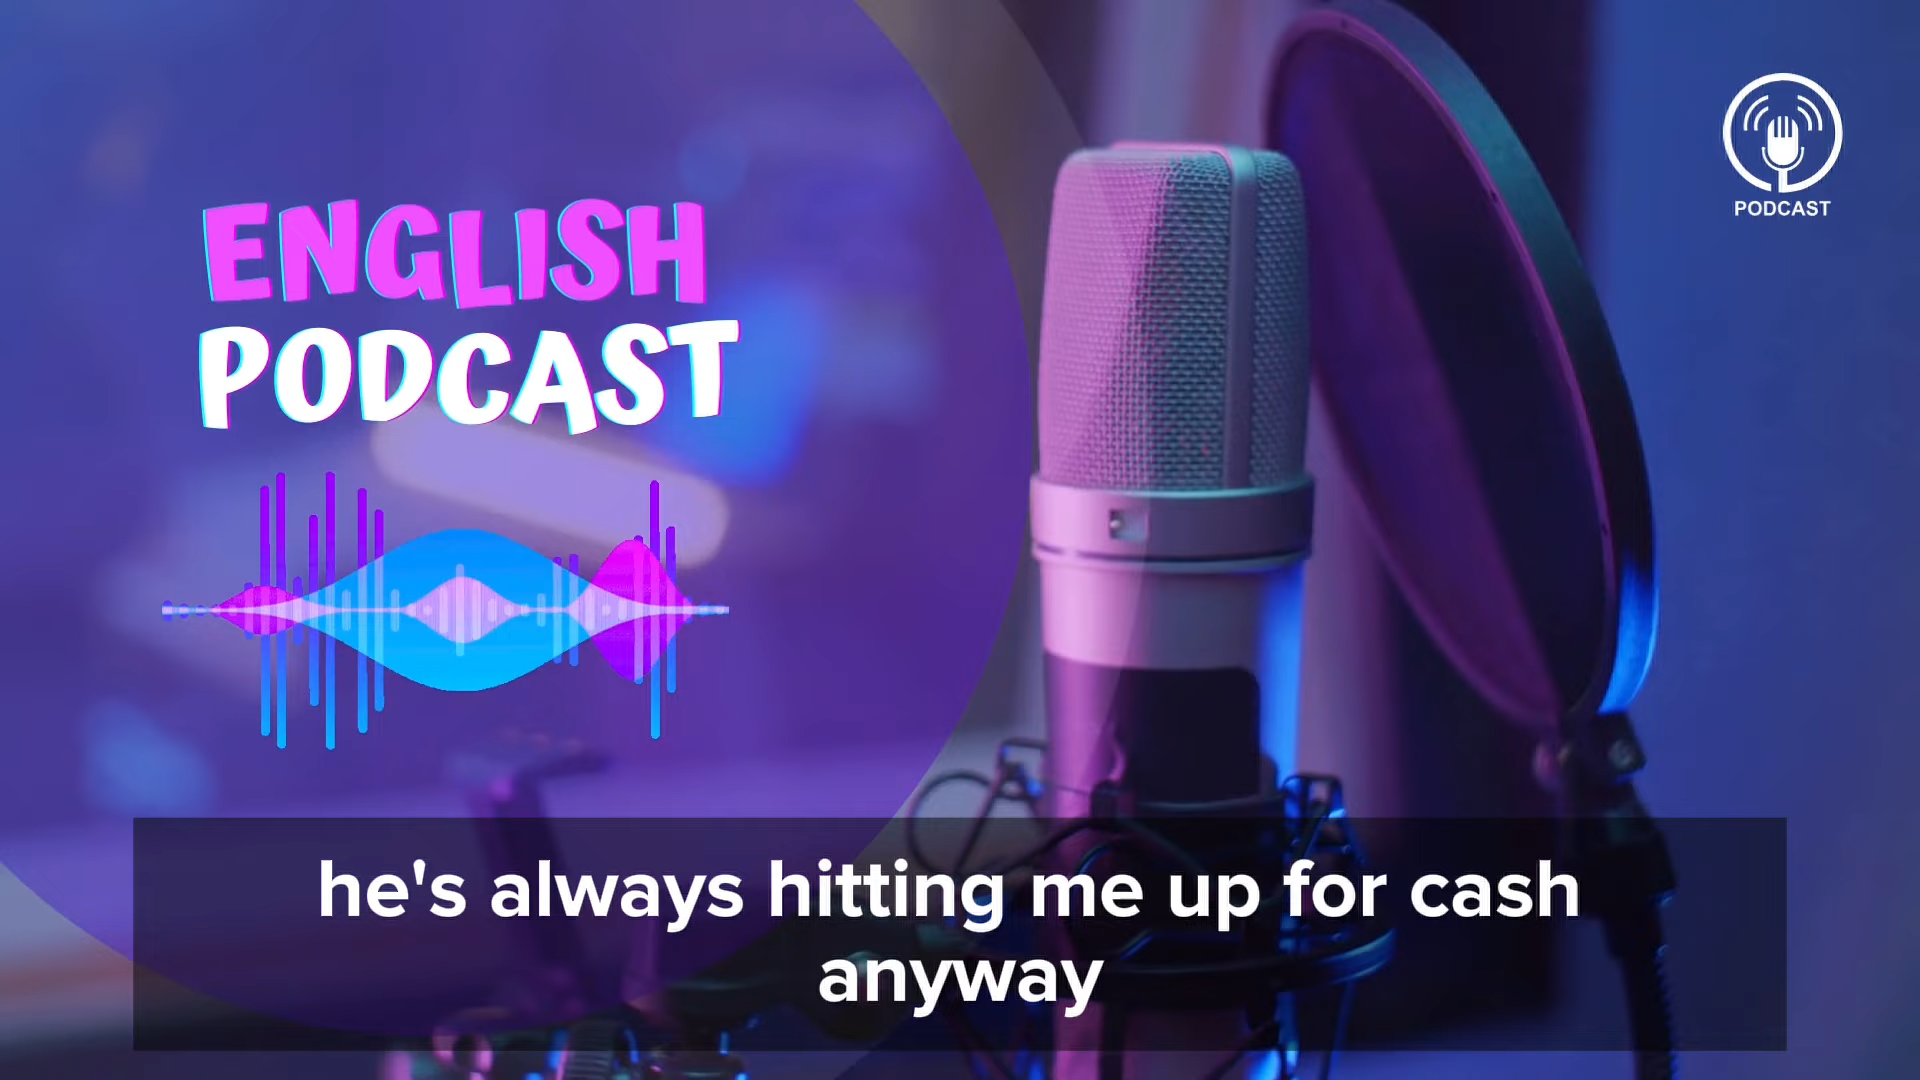 ENGLISH
PODCAST
PODCAST
he's always hitting me up for cash
anyway